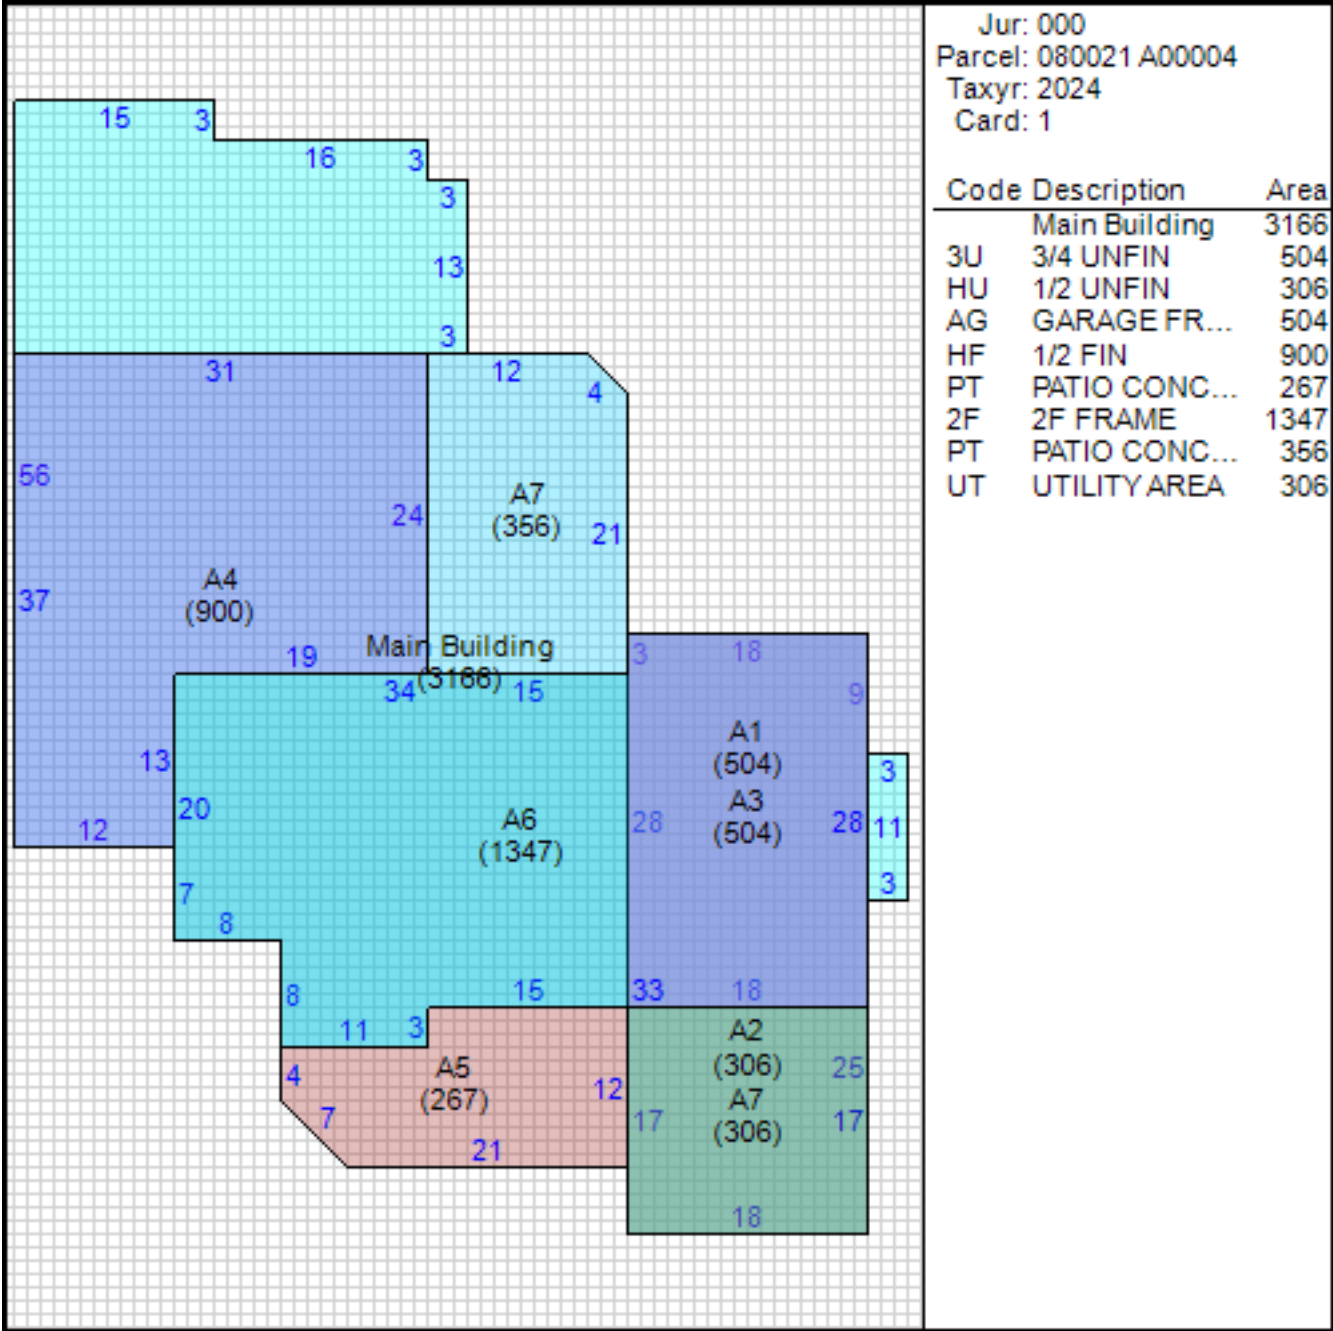 Jur: 000
Parcel: 080021 A00004
Taxyr: 2024
Card: 1
Code Description Area
Main Building 3166
3U 3/4 UNFIN 504
HU 1/2 UNFIN 306
AG GARAGE FR... 504
HF 1/2 FIN 900
PT PATIO CONC... 267
2F 2F FRAME 1347
PT PATIO CONC... 356
UT UTILITY AREA 306
15 3
16 3
3
13
3
31 12
4
56
24
A7
(356)
21
A4
(900)
37
19
Main Building
(3166)
34 15
3 18
9
A1
(504)
A3
(504)
28 28
3
11
3
13
20
12
A6
(1347)
7
8
8
15
33 18
11 3
A5
(267)
4
7
12
21
A2
(306)
A7
(306)
25
17 17
18